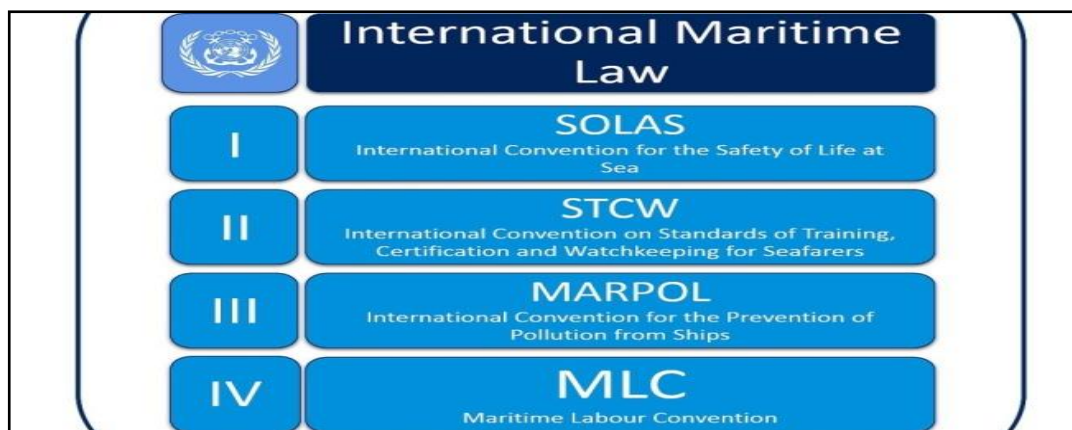 International Maritime
Law
I
SOLAS
International Convention for the Safety of Life at
Sea
II
STCW
International Convention on Standards of Training,
Certification and Watchkeeping for Seafarers
III
MARPOL
International Convention for the Prevention of
Pollution from Ships
IV
MLC
Maritime Labour Convention